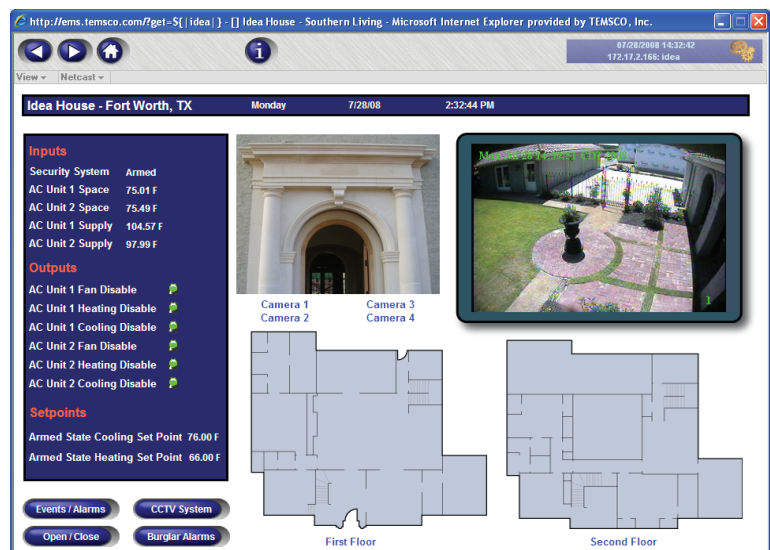 http://ems.temsco.com/?get=S{|idea|} - [] Idea House - Southern Living - Microsoft Internet Explorer provided by TEMSCO, Inc.
07/28/2008 14:32:42
172.17.2.166: idea
View Netcast
Idea House - Fort Worth, TX Monday 7/28/08 2:32:44 PM
Inputs
Security System Armed
AC Unit 1 Space 75.01 F
AC Unit 2 Space 75.49 F
AC Unit 1 Supply 104.57 F
AC Unit 2 Supply 97.99 F
Outputs
AC Unit 1 Fan Disable
AC Unit 1 Heating Disable
AC Unit 1 Cooling Disable
AC Unit 2 Fan Disable
AC Unit 2 Heating Disable
AC Unit 2 Cooling Disable
Setpoints
Armed State Cooling Set Point 76.00 F
Armed State Heating Set Point 66.00 F
Events / Alarms CCTV System
Open / Close Burglar Alarms
Camera 1 Camera 3
Camera 2 Camera 4
1
First Floor Second Floor